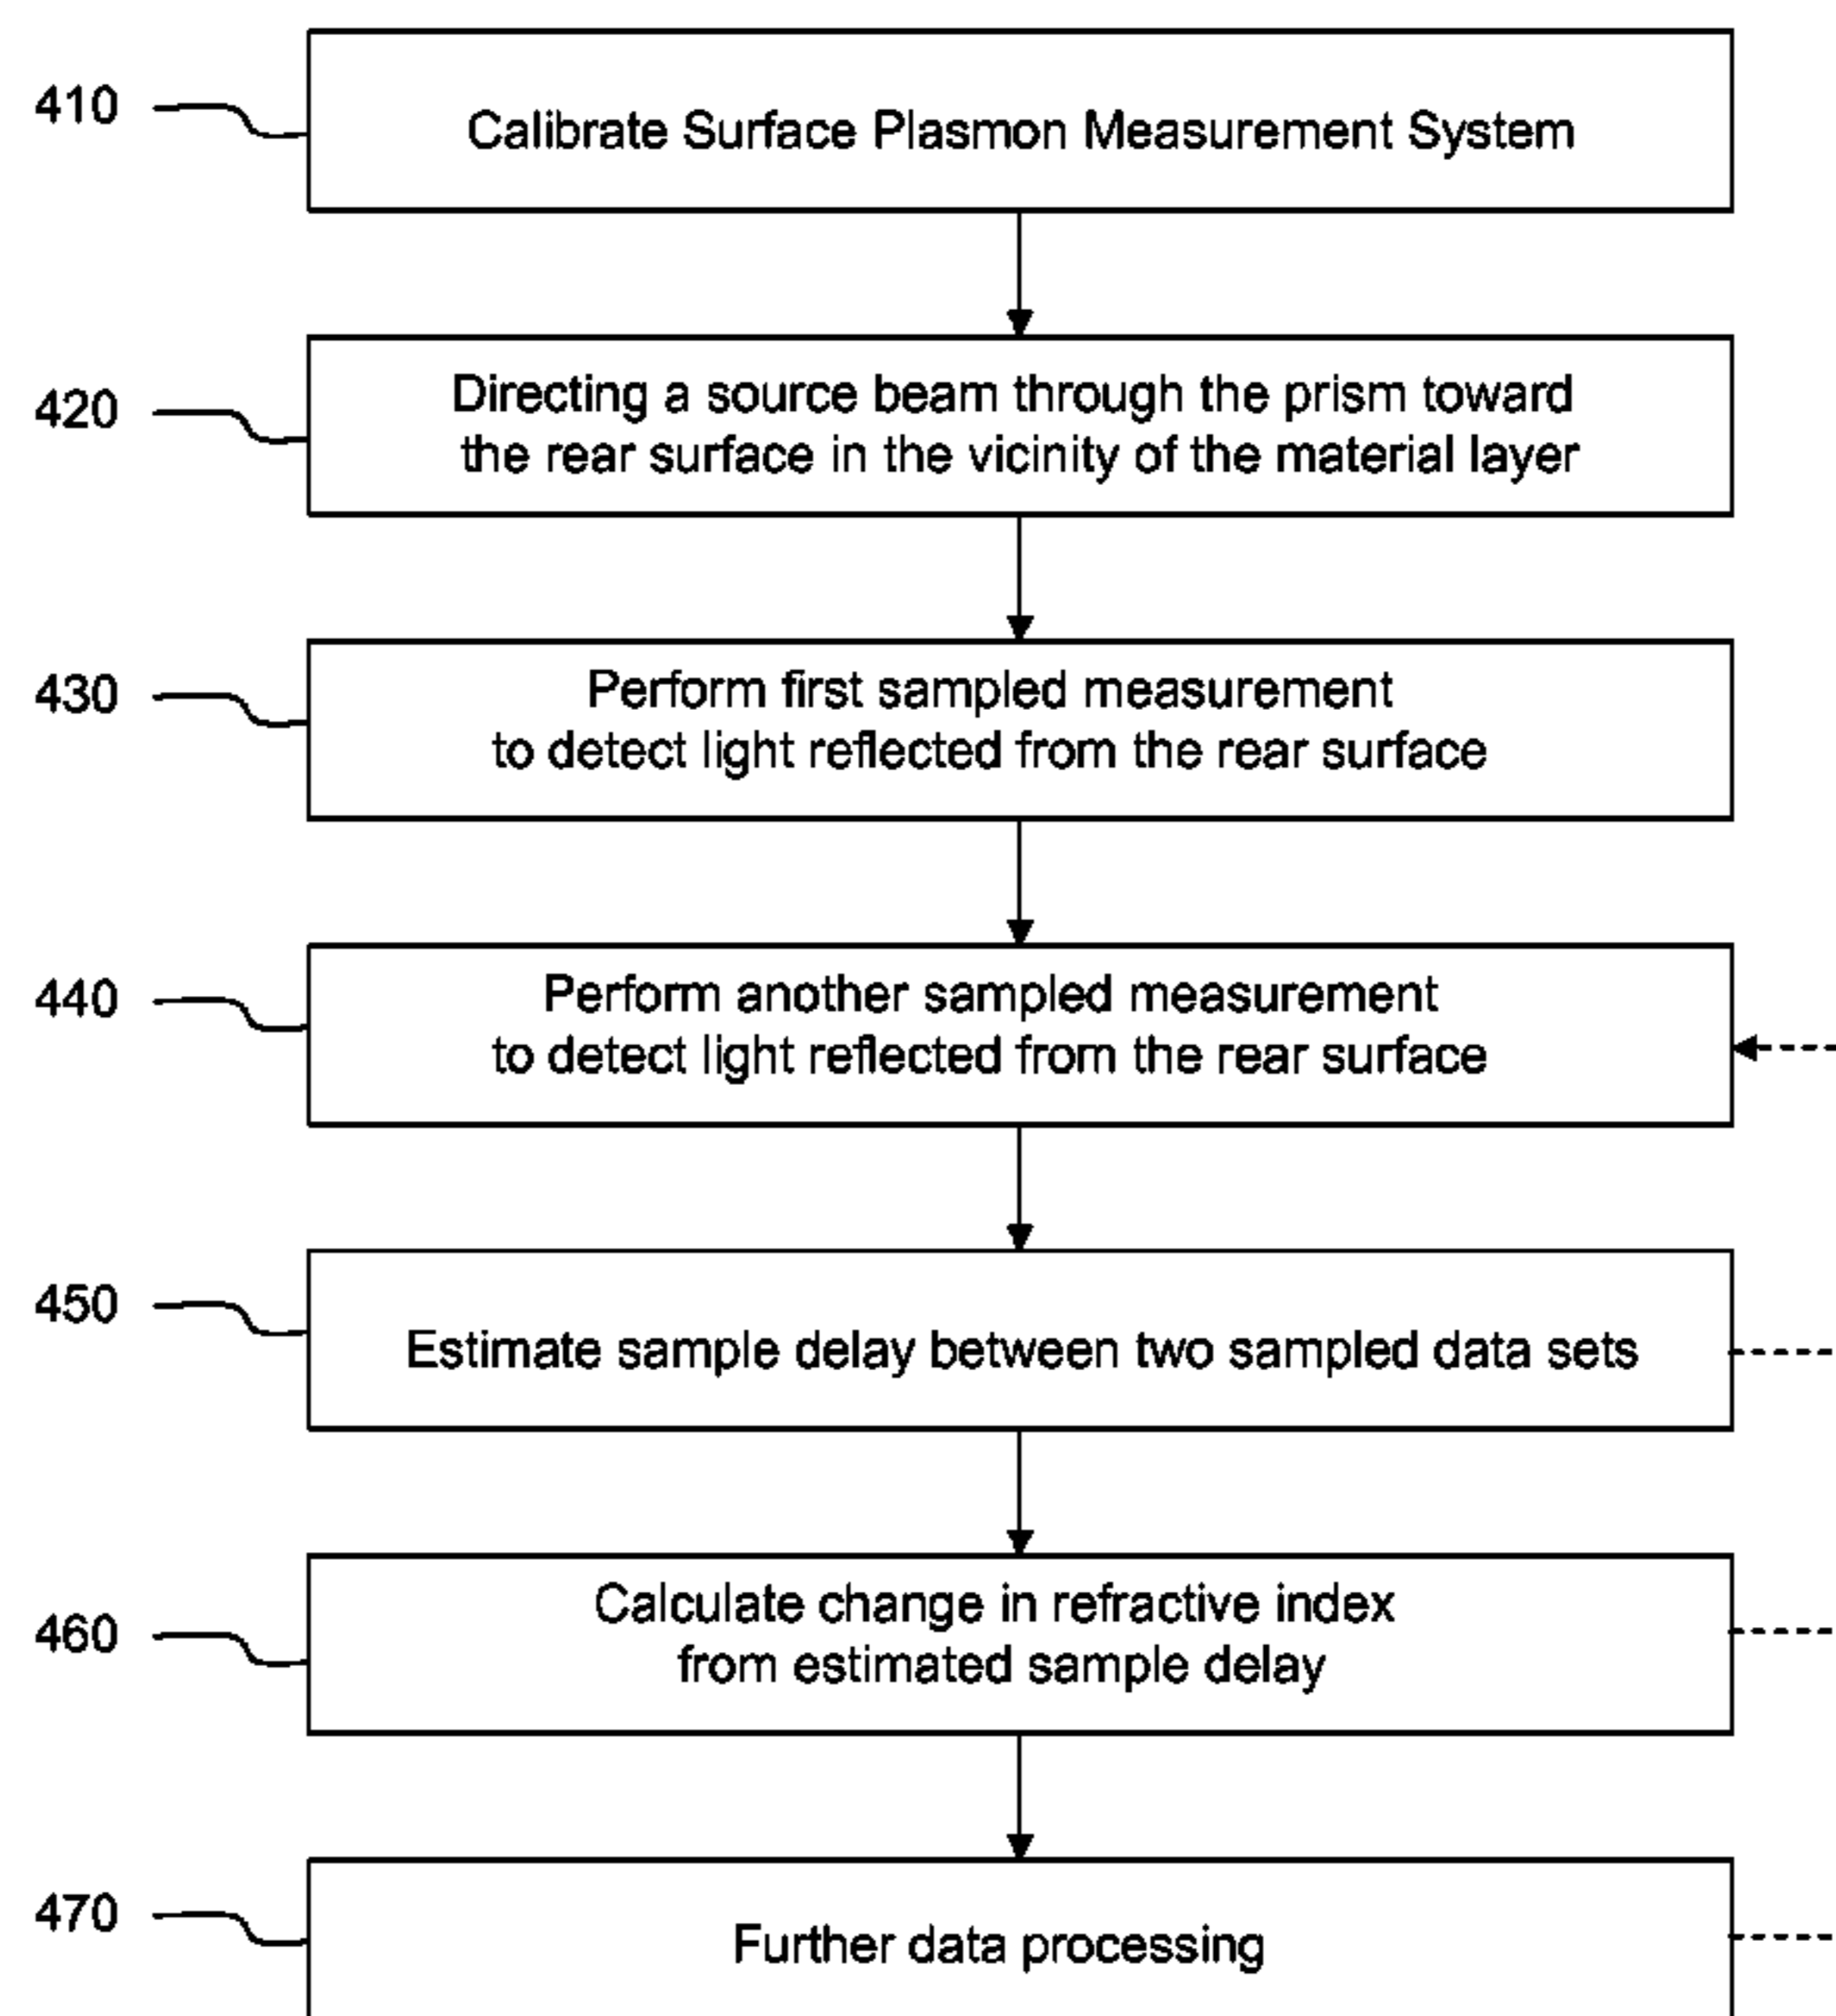 410
Calibrate Surface Plasmon Measurement System
420
Directing a source beam through the prism toward
the rear surface in the vicinity of the material layer
430
Perform first sampled measurement
to detect light reflected from the rear surface
440
Perform another sampled measurement
to detect light reflected from the rear surface
450
Estimate sample delay between two sampled data sets
460
Calculate change in refractive index
from estimated sample delay
470
Further data processing